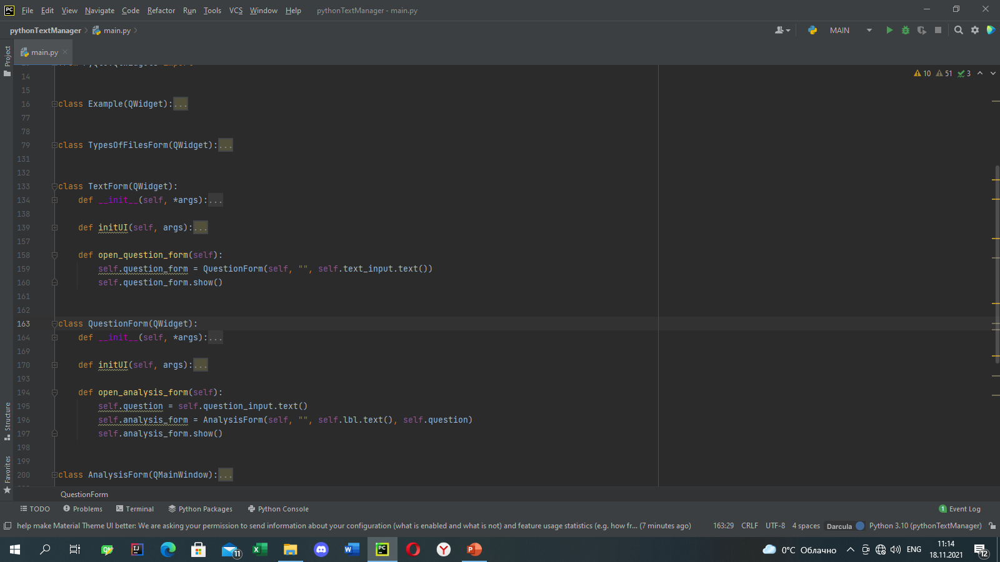 File Edit View Navigate Code Refactor Run Tools VCS Window Help pythonTextManager - main.py
pythonTextManager main.py MAIN
main.py
Project
10 51 3
14
15
16 class Example(QWidget):...
77
78
79 class TypesOfFilesForm(QWidget):...
131
132
133 class TextForm(QWidget):
134 def __init__(self, *args):...
138
139 def initUI(self, args):...
157
158 def open_question_form(self):
159 self.question_form = QuestionForm(self, "", self.text_input.text())
160 self.question_form.show()
161
162
163 class QuestionForm(QWidget):
164 def __init__(self, *args):...
169
170 def initUI(self, args):...
193
194 def open_analysis_form(self):
195 self.question = self.question_input.text()
196 self.analysis_form = AnalysisForm(self, "", self.lbl.text(), self.question)
197 self.analysis_form.show()
198
199
200 class AnalysisForm(QMainWindow):...
Structure
Favorites
QuestionForm
TODO Problems Terminal Python Packages Python Console 1 Event Log
help make Material Theme UI better: We are asking your permission to send information about your configuration (what is enabled and what is not) and feature usage statistics (e.g. how fr... (7 minutes ago) 163:29 CRLF UTF-8 4 spaces Darcula Python 3.10 (pythonTextManager)
11 0°C Облачно ENG 11:14
18.11.2021 12